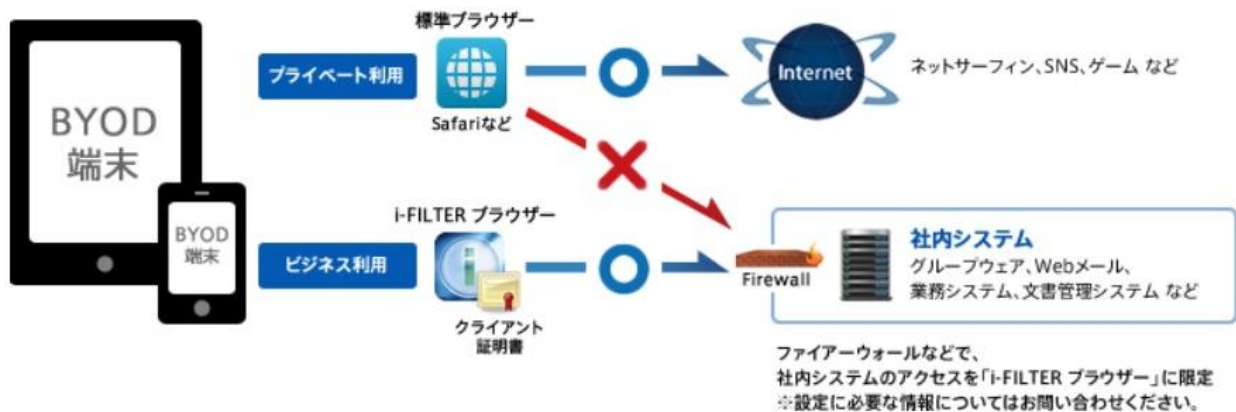 標準ブラウザー
プライベート利用
Safariなど
Internet
ネットサーフィン、SNS、ゲーム など
BYOD
端末
BYOD
端末
i-FILTER ブラウザー
ビジネス利用
クライアント
証明書
Firewall
社内システム
グループウェア、Webメール、
業務システム、文書管理システム など
ファイアーウォールなどで、
社内システムのアクセスを「i-FILTER ブラウザー」に限定
※設定に必要な情報についてはお問い合わせください。